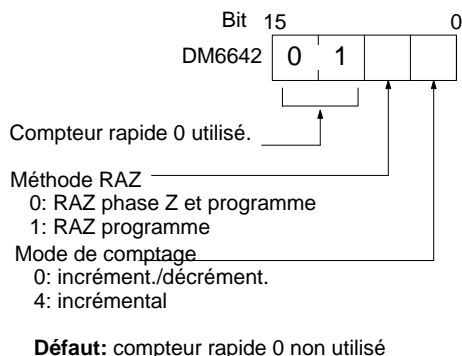 Bit 15 0
DM6642 0 1
Compteur rapide 0 utilisé.
Méthode RAZ
0: RAZ phase Z et programme
1: RAZ programme
Mode de comptage
0: incrément./décrément.
4: incrémental
Défaut: compteur rapide 0 non utilisé